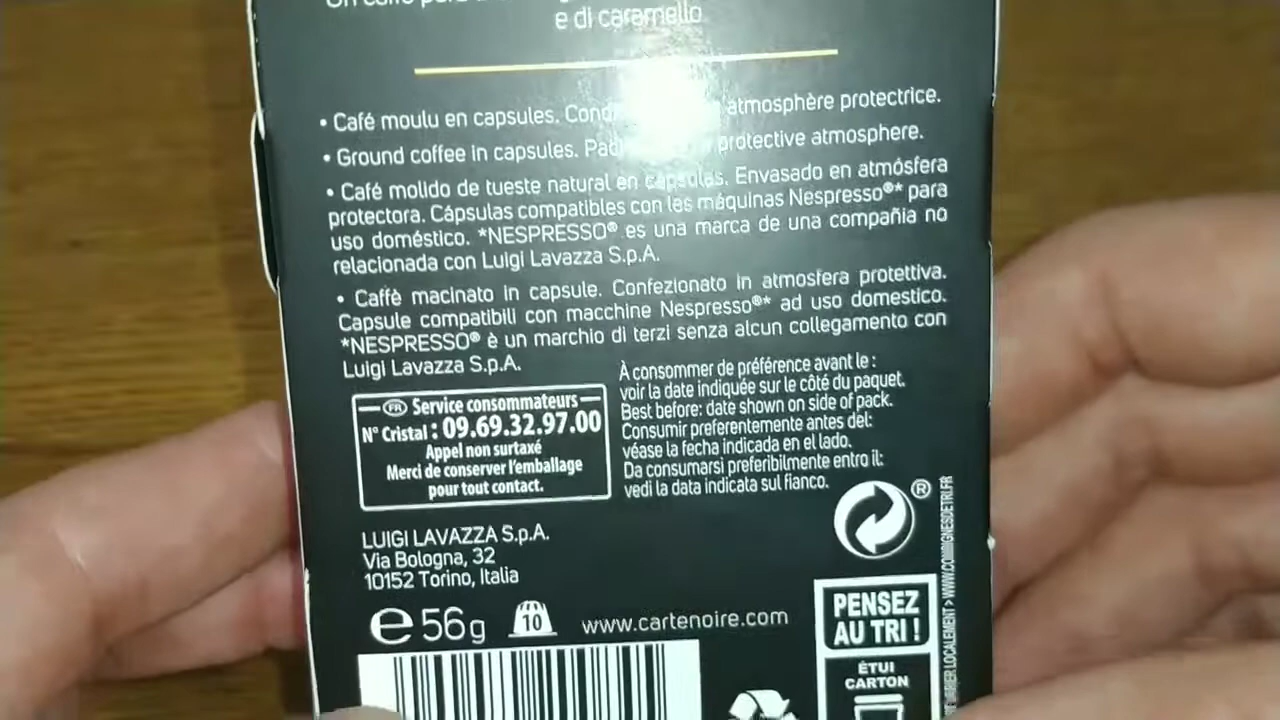 e di caramello
• Café moulu en capsules. atmosphère protectrice.
• Ground coffee in capsules. protective atmosphere.
• Café molido de tueste natural en cápsulas. Envasado en atmósfera
protectora. Cápsulas compatibles con las máquinas Nespresso®* para
uso doméstico. *NESPRESSO® es una marca de una compañia no
relacionada con Luigi Lavazza S.p.A.
• Caffè macinato in capsule. Confezionato in atmosfera protettiva.
Capsule compatibili con macchine Nespresso®* ad uso domestico.
*NESPRESSO® è un marchio di terzi senza alcun collegamento con
Luigi Lavazza S.p.A.
FR Service consommateurs
N° Cristal : 09.69.32.97.00
Appel non surtaxé
Merci de conserver l'emballage
pour tout contact.
À consommer de préférence avant le :
voir la date indiquée sur le côté du paquet.
Best before: date shown on side of pack.
Consumir preferentemente antes del:
véase la fecha indicada en el lado.
Da consumarsi preferibilmente entro il:
vedi la data indicata sul fianco.
LUIGI LAVAZZA S.p.A.
Via Bologna, 32
10152 Torino, Italia
℮ 56g 10 www.cartenoire.com
®
PENSEZ
AU TRI !
ÉTUI
CARTON
LOCALEMENT > WWW.CONSIGNESDETRI.FR